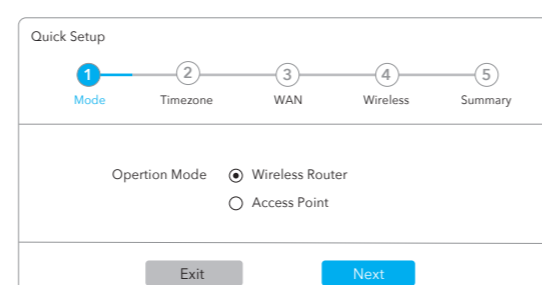 Quick Setup
1 2 3 4 5
Mode Timezone WAN Wireless Summary
Opertion Mode Wireless Router
Access Point
Exit Next